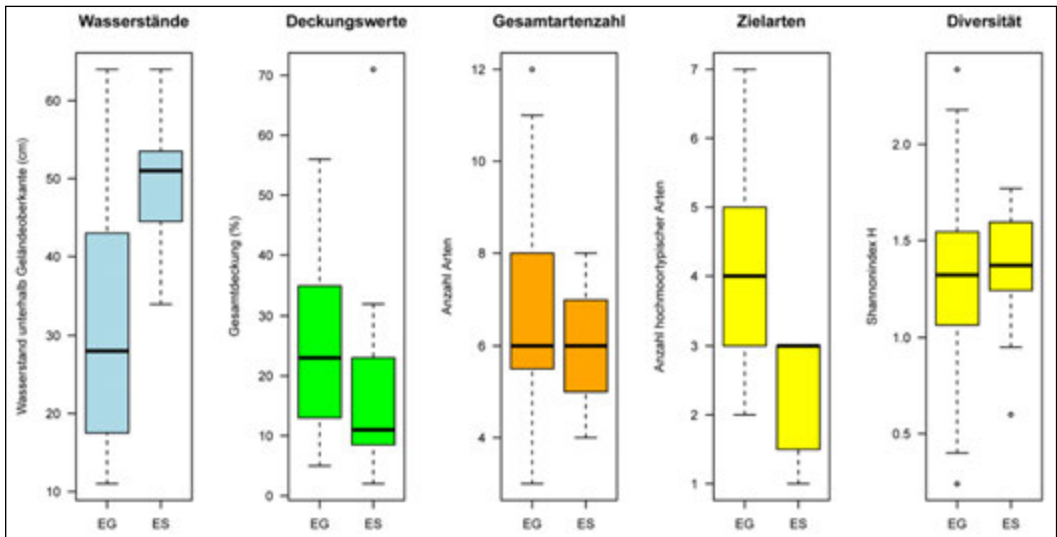 Wasserstände
Deckungswerte
Gesamtartenzahl
Zielarten
Diversität
Wasserstand unterhalb Geländeoberkante (cm)
60
50
40
30
20
10
EG ES
Gesamtdeckung (%)
70
60
50
40
30
20
10
0
EG ES
Anzahl Arten
12
10
8
6
4
EG ES
Anzahl hochmoortypischer Arten
7
6
5
4
3
2
1
EG ES
Shannonindex H
2.0
1.5
1.0
0.5
EG ES